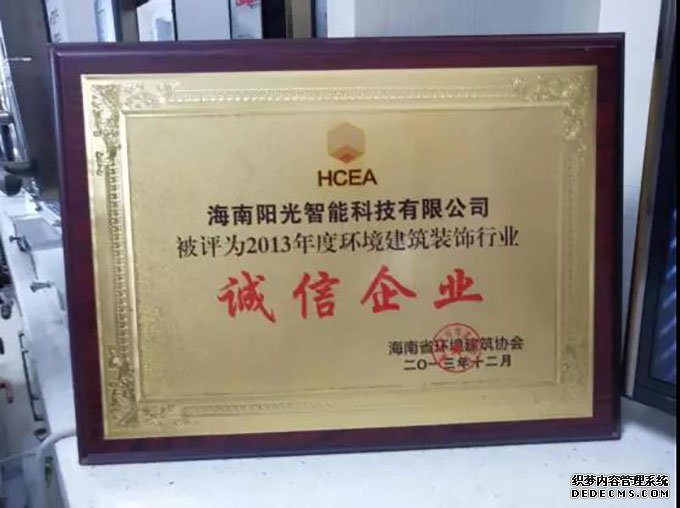 HCEA
海南阳光智能科技有限公司
被评为2013年度环境建筑装饰行业
诚信企业
海南省环境建筑协会
二〇一三年十二月
织梦内容管理系统
DEDECMS.COM